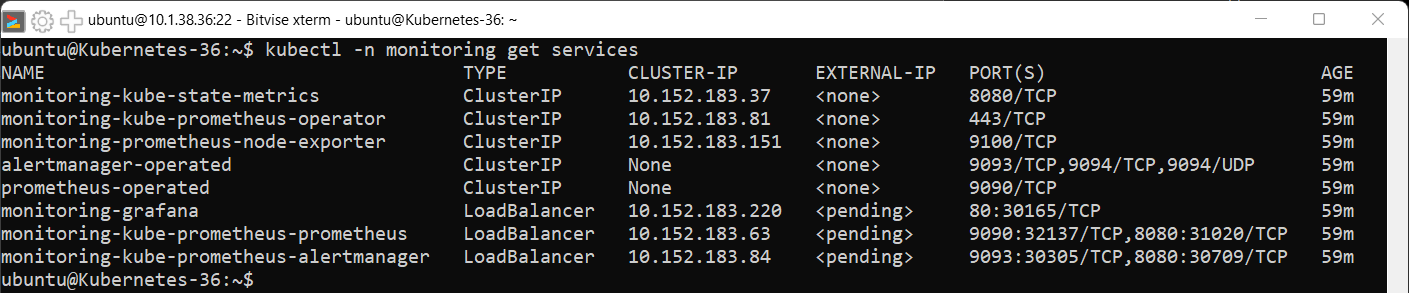 ubuntu@10.1.38.36:22 - Bitvise xterm - ubuntu@Kubernetes-36: ~
ubuntu@Kubernetes-36:~$ kubectl -n monitoring get services
NAME TYPE CLUSTER-IP EXTERNAL-IP PORT(S) AGE
monitoring-kube-state-metrics ClusterIP 10.152.183.37 <none> 8080/TCP 59m
monitoring-kube-prometheus-operator ClusterIP 10.152.183.81 <none> 443/TCP 59m
monitoring-prometheus-node-exporter ClusterIP 10.152.183.151 <none> 9100/TCP 59m
alertmanager-operated ClusterIP None <none> 9093/TCP,9094/TCP,9094/UDP 59m
prometheus-operated ClusterIP None <none> 9090/TCP 59m
monitoring-grafana LoadBalancer 10.152.183.220 <pending> 80:30165/TCP 59m
monitoring-kube-prometheus-prometheus LoadBalancer 10.152.183.63 <pending> 9090:32137/TCP,8080:31020/TCP 59m
monitoring-kube-prometheus-alertmanager LoadBalancer 10.152.183.84 <pending> 9093:30305/TCP,8080:30709/TCP 59m
ubuntu@Kubernetes-36:~$